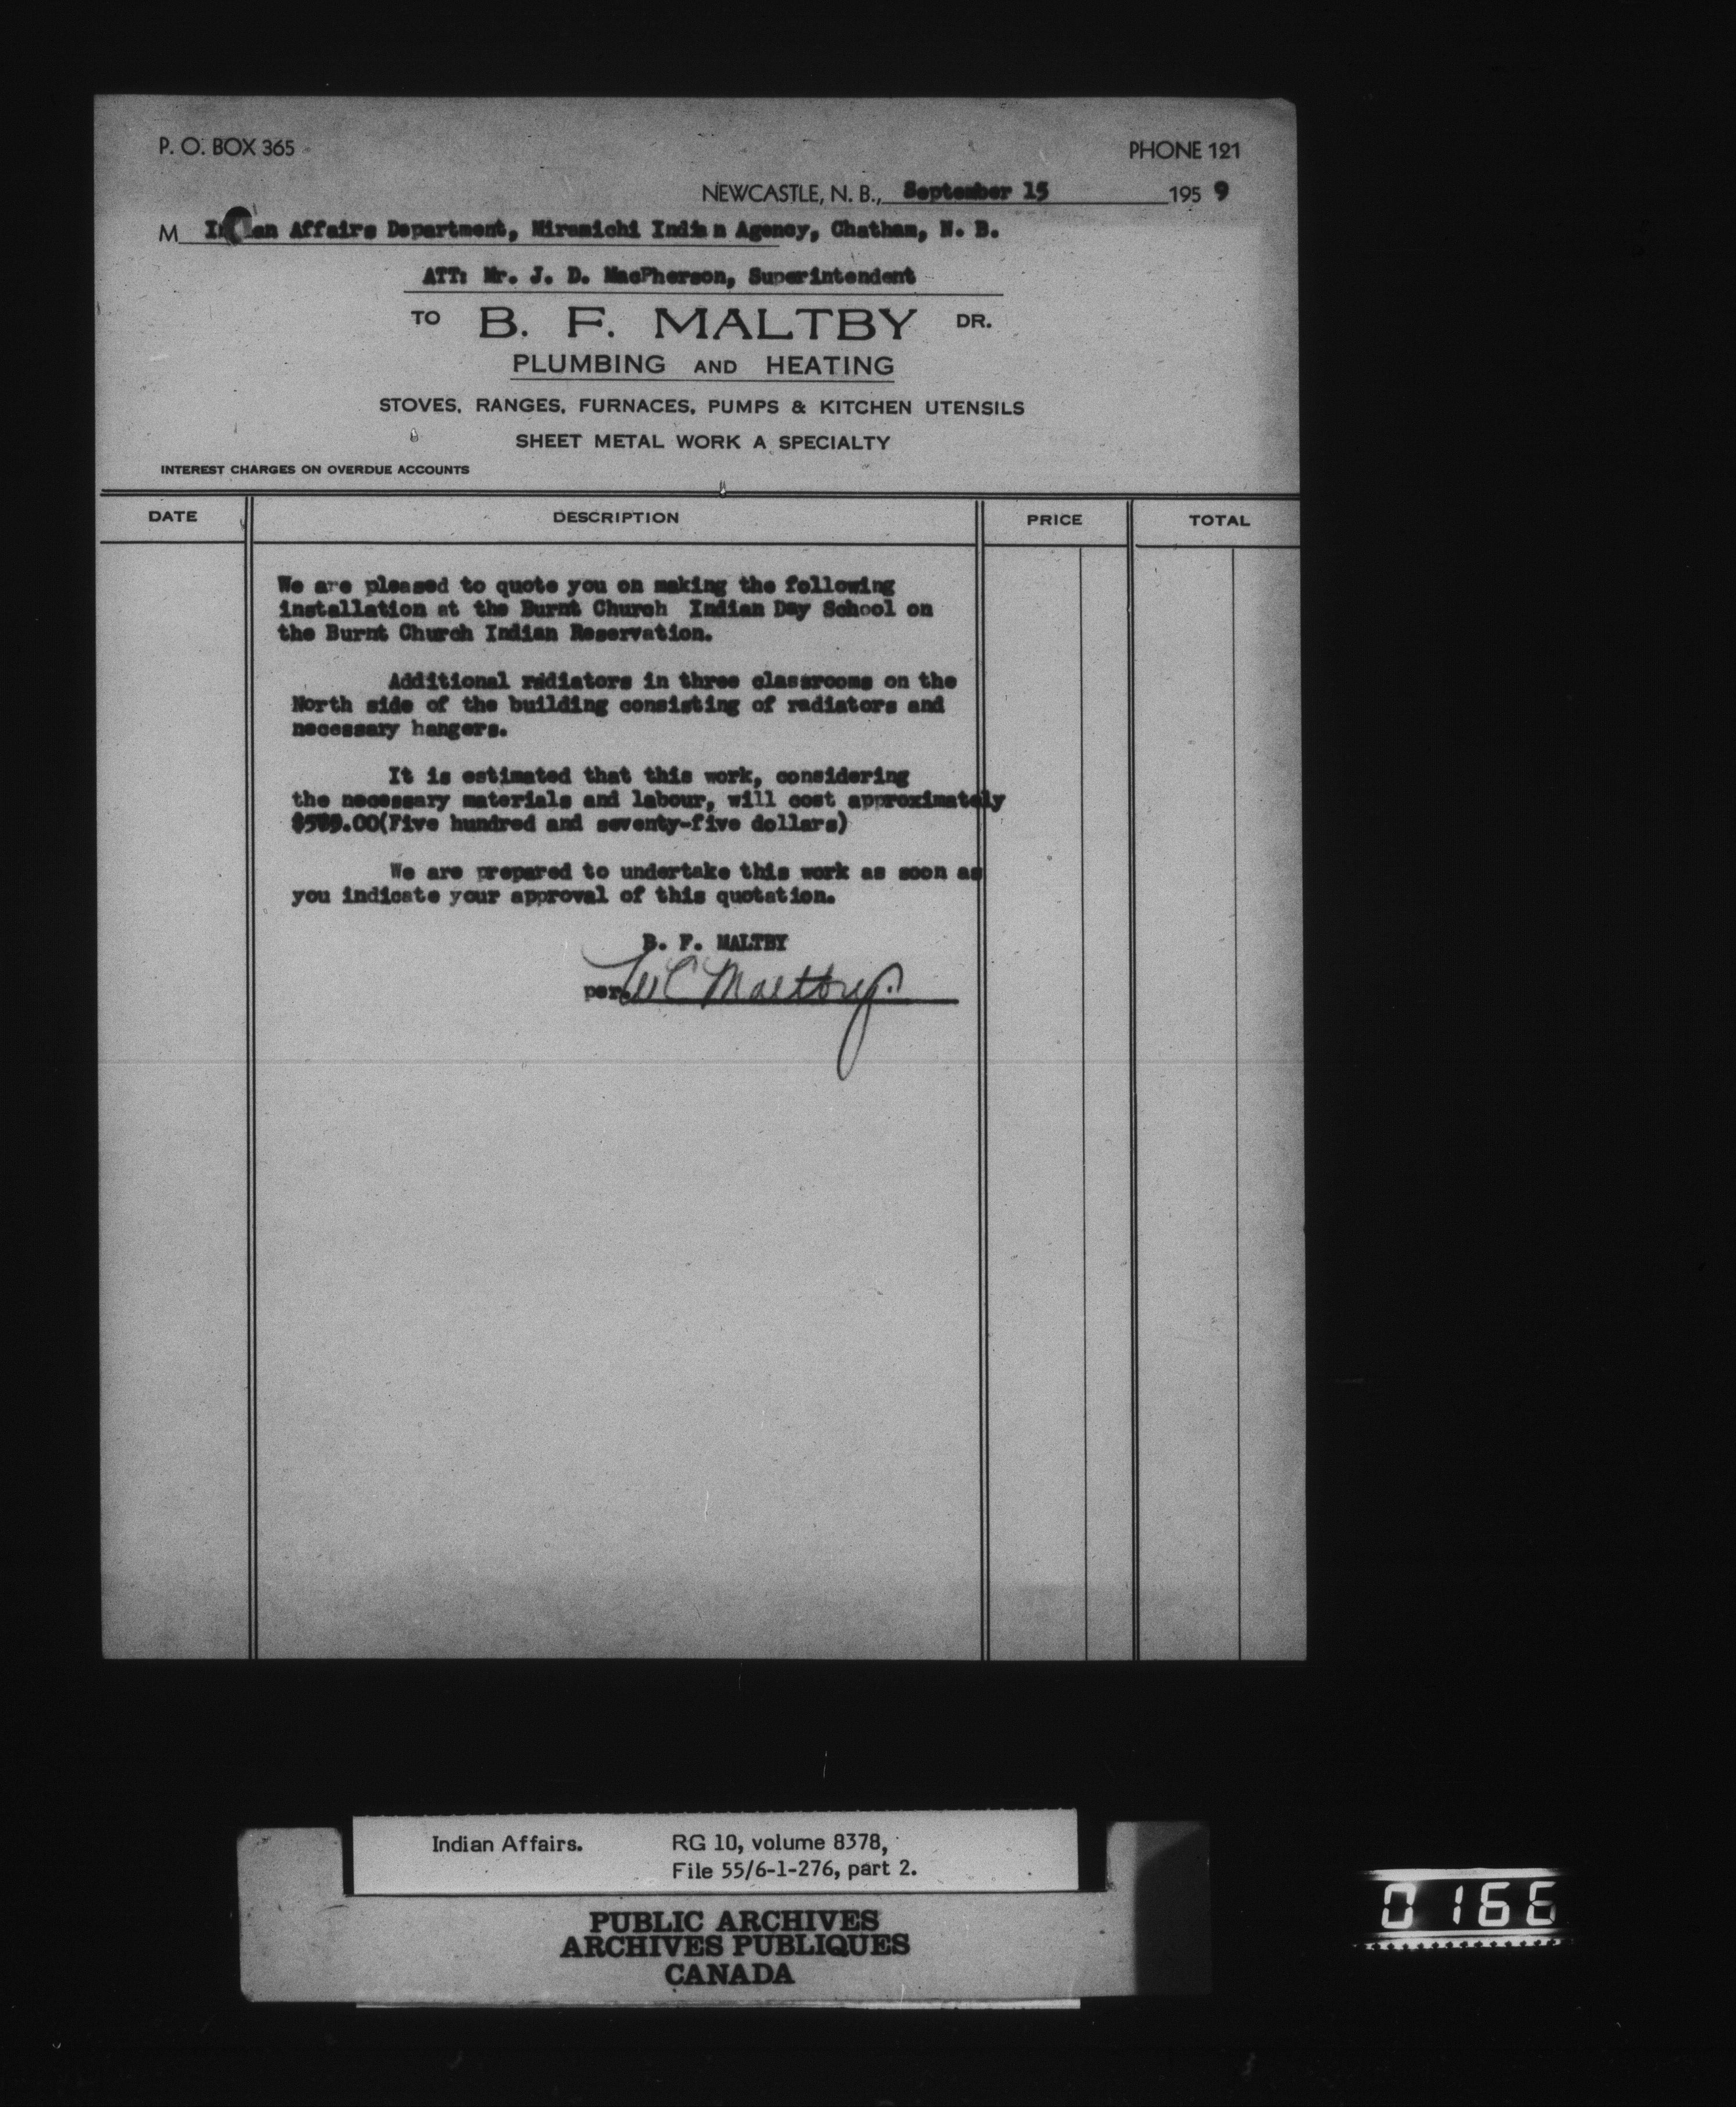 P. O. BOX 365
PHONE 121
NEWCASTLE, N. B., September 15 1959
M Indian Affairs Department, Miramichi Indian Agency, Chatham, N. B.
ATT: Mr. J. D. MacPherson, Superintendent
TO B. F. MALTBY DR.
PLUMBING AND HEATING
STOVES, RANGES, FURNACES, PUMPS & KITCHEN UTENSILS
SHEET METAL WORK A SPECIALTY
INTEREST CHARGES ON OVERDUE ACCOUNTS
DATE DESCRIPTION PRICE TOTAL
We are pleased to quote you on making the following
installation at the Burnt Church Indian Day School on
the Burnt Church Indian Reservation.
Additional radiators in three classrooms on the
North side of the building consisting of radiators and
necessary hangers.
It is estimated that this work, considering
the necessary materials and labour, will cost approximately
$575.00(Five hundred and seventy-five dollars)
We are prepared to undertake this work as soon as
you indicate your approval of this quotation.
B. F. MALTBY
per. Maltby
Indian Affairs. RG 10, volume 8378,
File 55/6-1-276, part 2.
PUBLIC ARCHIVES
ARCHIVES PUBLIQUES
CANADA
0166